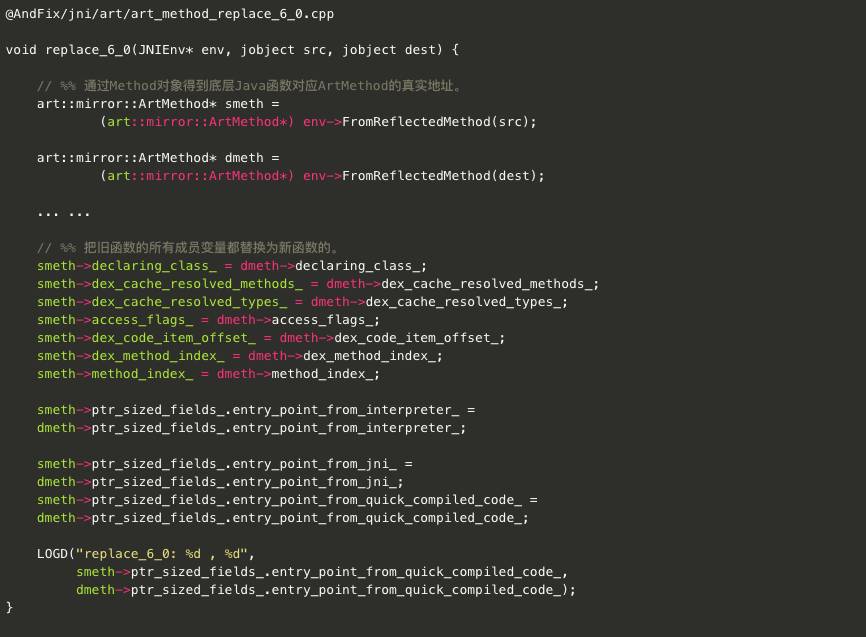 @AndFix/jni/art/art_method_replace_6_0.cpp
void replace_6_0(JNIEnv* env, jobject src, jobject dest) {
// %% 通过Method对象得到底层Java函数对应ArtMethod的真实地址。
art::mirror::ArtMethod* smeth =
(art::mirror::ArtMethod*) env->FromReflectedMethod(src);
art::mirror::ArtMethod* dmeth =
(art::mirror::ArtMethod*) env->FromReflectedMethod(dest);
... ...
// %% 把旧函数的所有成员变量都替换为新函数的。
smeth->declaring_class_ = dmeth->declaring_class_;
smeth->dex_cache_resolved_methods_ = dmeth->dex_cache_resolved_methods_;
smeth->dex_cache_resolved_types_ = dmeth->dex_cache_resolved_types_;
smeth->access_flags_ = dmeth->access_flags_;
smeth->dex_code_item_offset_ = dmeth->dex_code_item_offset_;
smeth->dex_method_index_ = dmeth->dex_method_index_;
smeth->method_index_ = dmeth->method_index_;
smeth->ptr_sized_fields_.entry_point_from_interpreter_ =
dmeth->ptr_sized_fields_.entry_point_from_interpreter_;
smeth->ptr_sized_fields_.entry_point_from_jni_ =
dmeth->ptr_sized_fields_.entry_point_from_jni_;
smeth->ptr_sized_fields_.entry_point_from_quick_compiled_code_ =
dmeth->ptr_sized_fields_.entry_point_from_quick_compiled_code_;
LOGD("replace_6_0: %d , %d",
smeth->ptr_sized_fields_.entry_point_from_quick_compiled_code_,
dmeth->ptr_sized_fields_.entry_point_from_quick_compiled_code_);
}